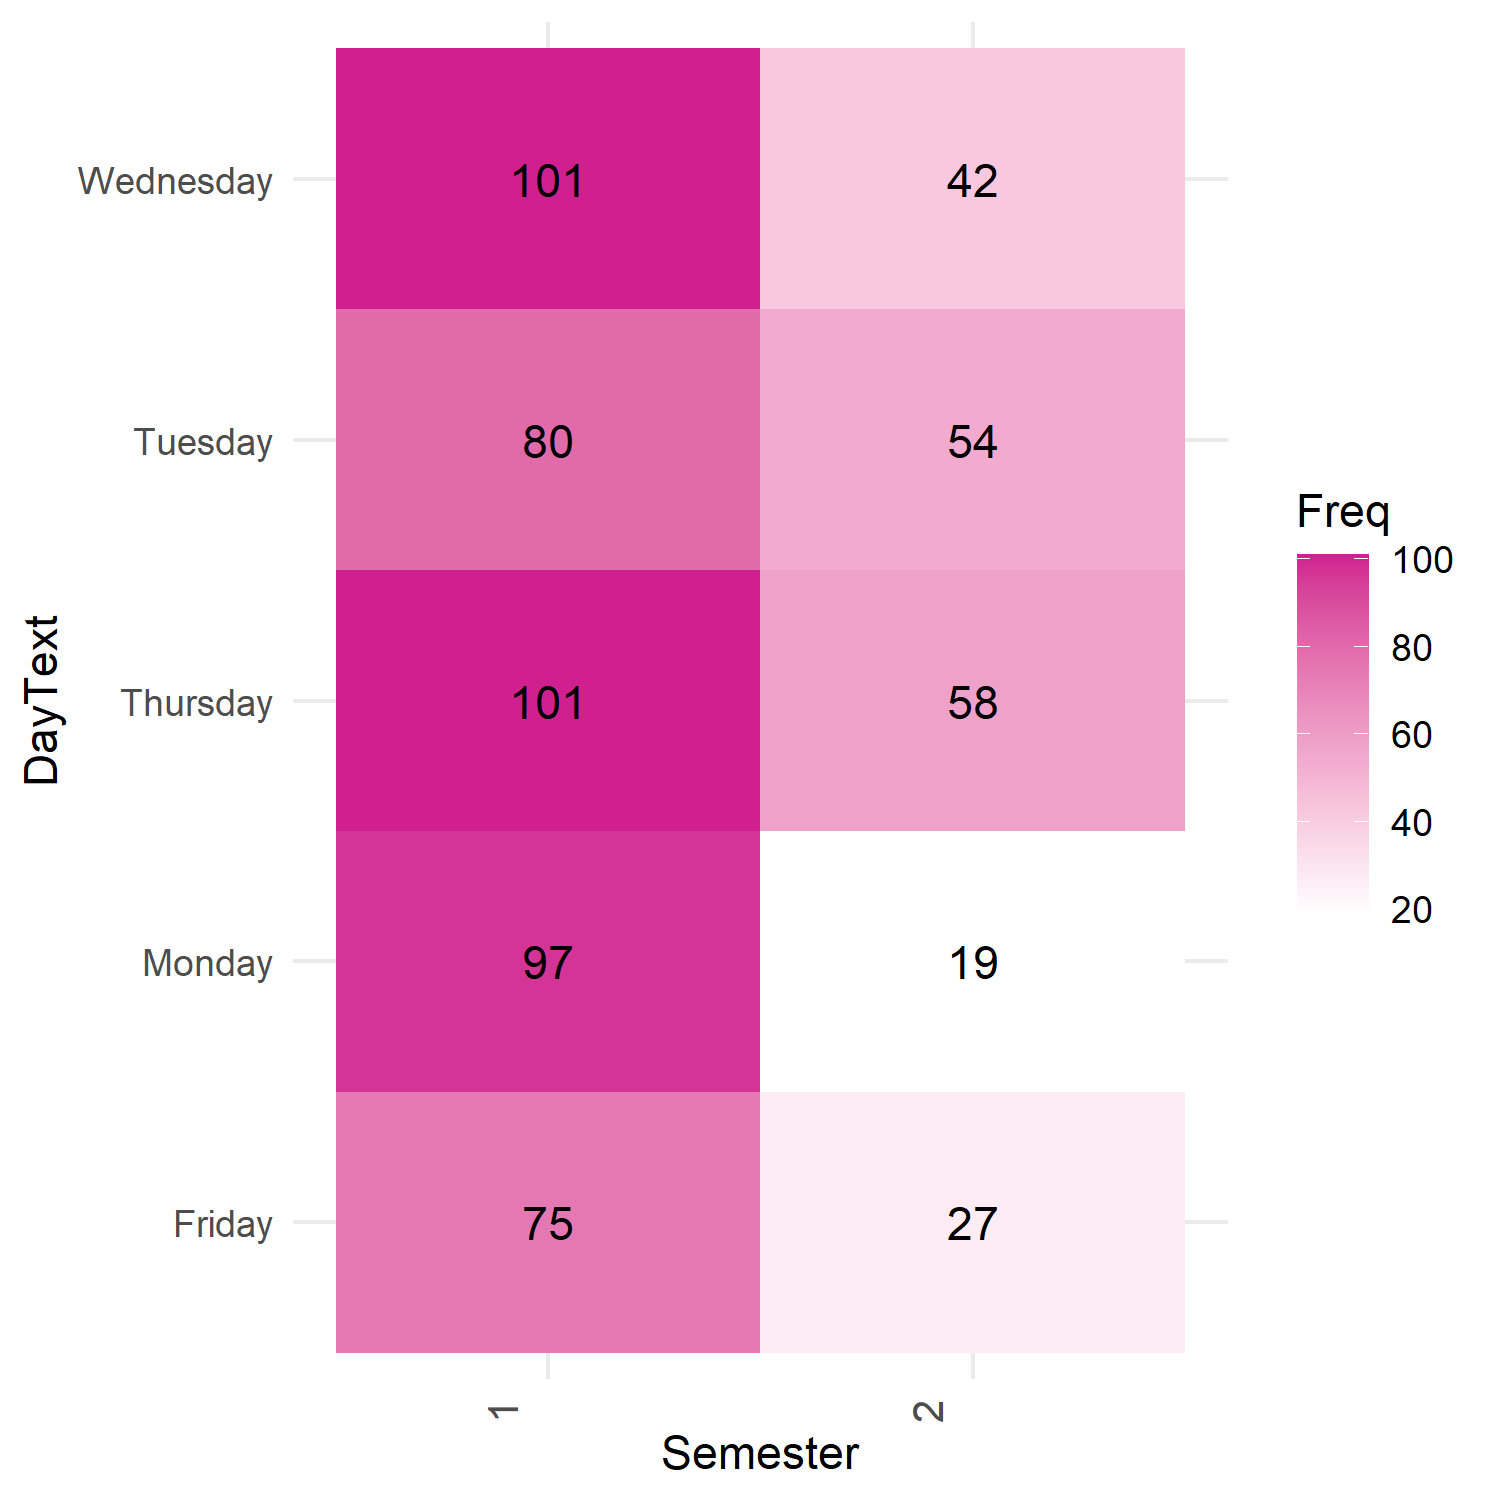 Wednesday 101 42
Tuesday 80 54
Thursday 101 58
Monday 97 19
Friday 75 27
1 2
Semester
DayText
Freq
100
80
60
40
20